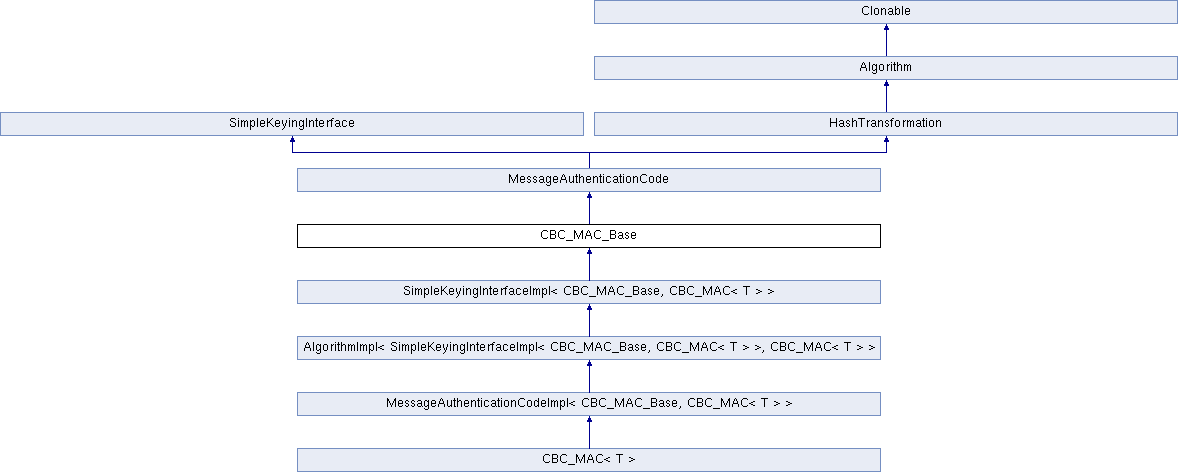 Clonable
Algorithm
SimpleKeyingInterface
HashTransformation
MessageAuthenticationCode
CBC_MAC_Base
SimpleKeyingInterfaceImpl< CBC_MAC_Base, CBC_MAC< T > >
AlgorithmImpl< SimpleKeyingInterfaceImpl< CBC_MAC_Base, CBC_MAC< T > >, CBC_MAC< T > >
MessageAuthenticationCodeImpl< CBC_MAC_Base, CBC_MAC< T > >
CBC_MAC< T >